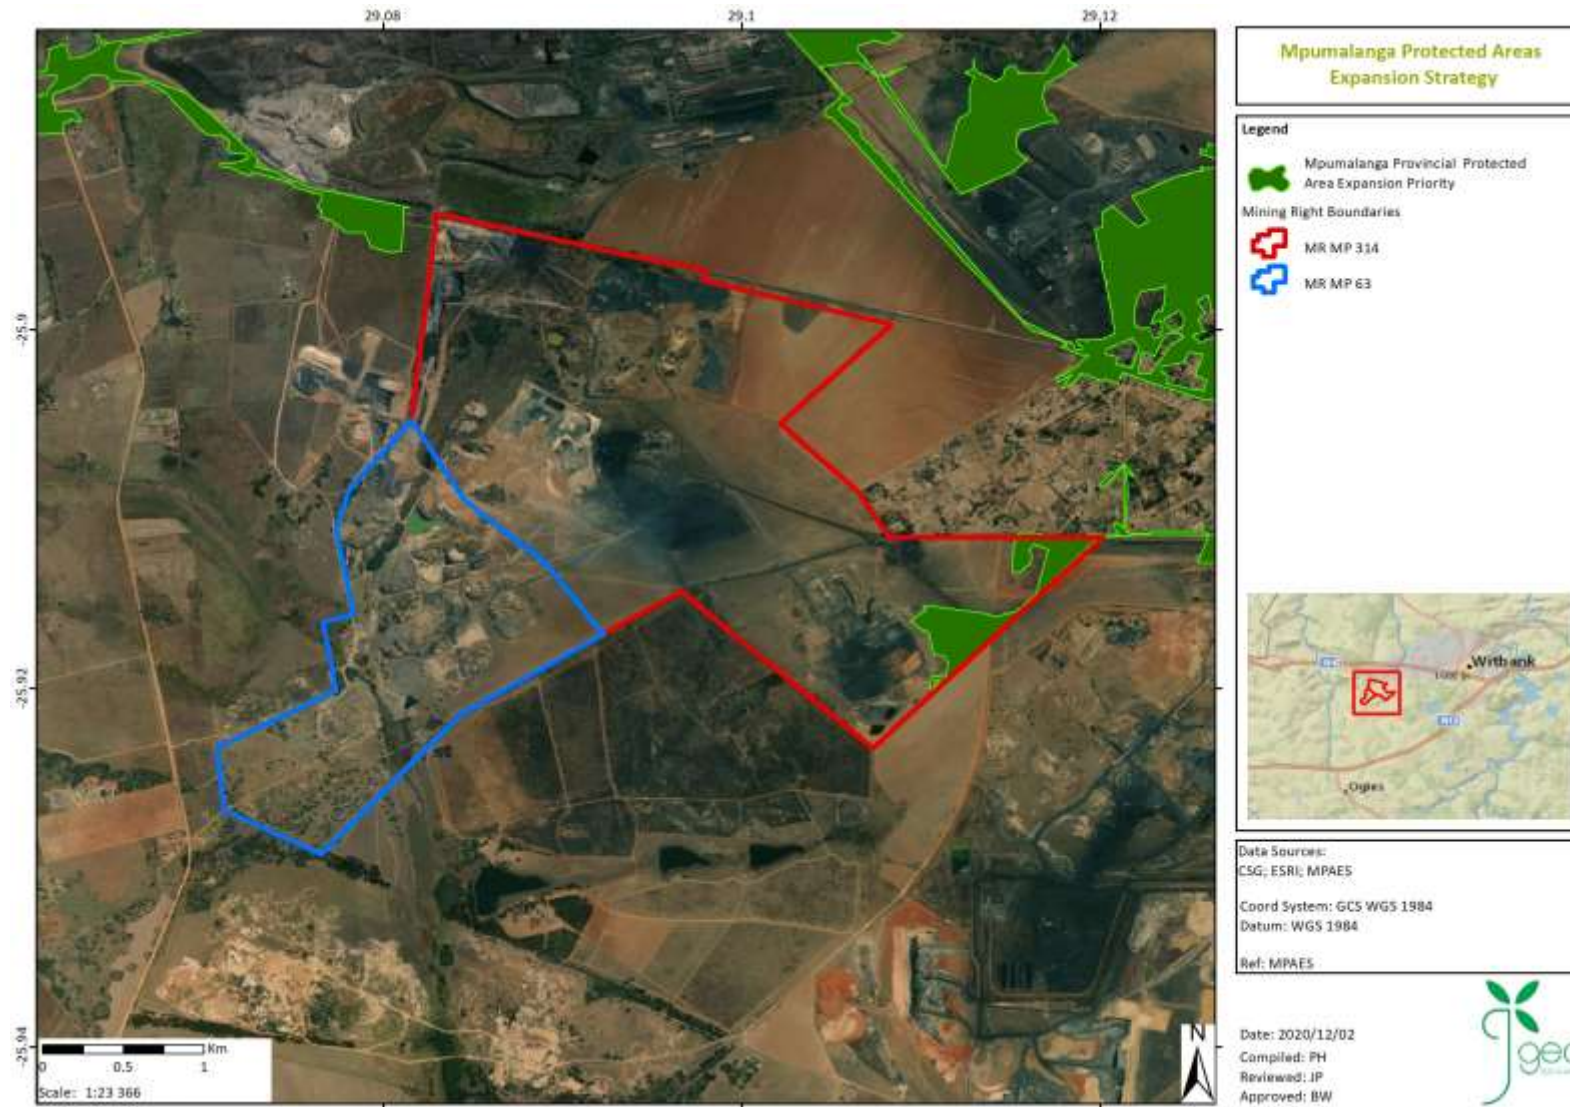 29.08
29.1
29.12
-25.9
-25.92
-25.94
Km
0
0.5
1
Scale: 1:23 366
N
Mpumalanga Protected Areas
Expansion Strategy
Legend
Mpumalanga Provincial Protected
Area Expansion Priority
Mining Right Boundaries
MR MP 314
MR MP 63
Witbank
Ogies
Data Sources:
CSG; ESRI; MPAES
Coord System: GCS WGS 1984
Datum: WGS 1984
Ref: MPAES
Date: 2020/12/02
Compiled: PH
Reviewed: JP
Approved: BW